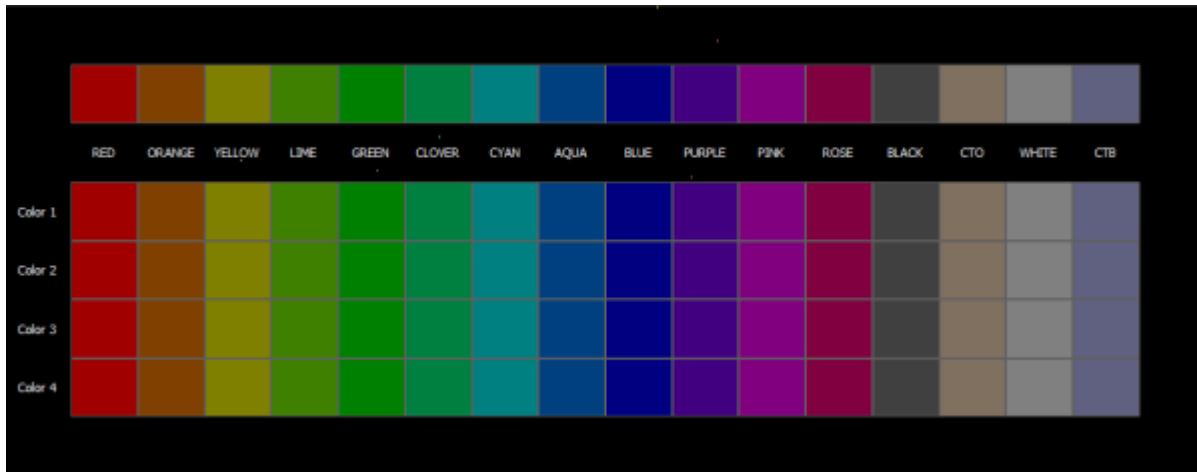 RED ORANGE YELLOW LIME GREEN CLOVER CYAN AQUA BLUE PURPLE PINK ROSE BLACK CTO WHITE CTB
Color 1
Color 2
Color 3
Color 4